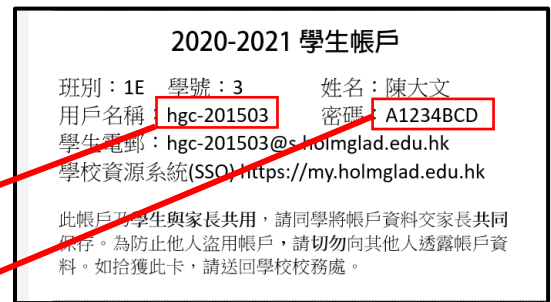 2020-2021 學生帳戶
班別：1E 學號：3 姓名：陳大文
用戶名稱：hgc-201503 密碼：A1234BCD
學生電郵：hgc-201503@s.holmglad.edu.hk
學校資源系統(SSO) https://my.holmglad.edu.hk
此帳戶乃學生與家長共用，請同學將帳戶資料交家長共同
保存。為防止他人盜用帳戶，請切勿向其他人透露帳戶資
料。如拾獲此卡，請送回學校校務處。